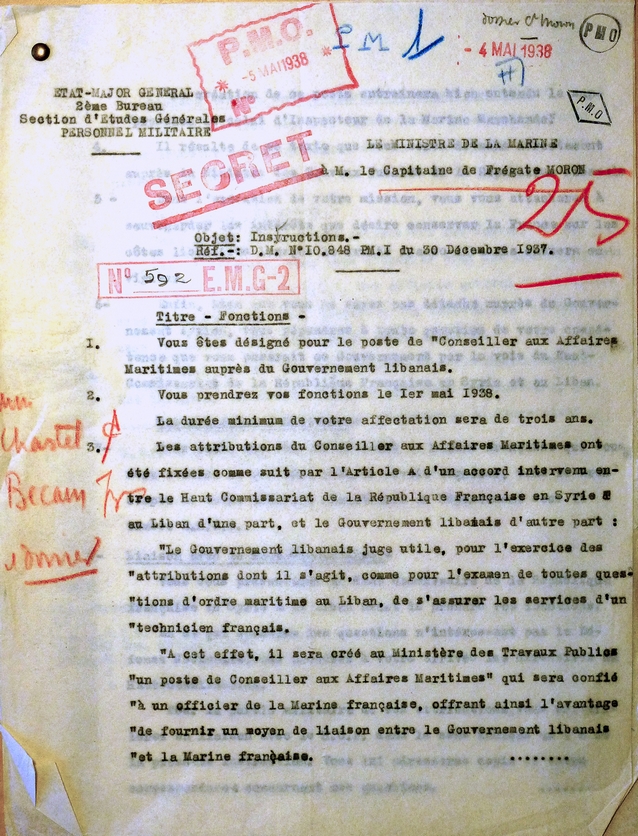 donner Ct Moron
P M 1
PMO
P.M.O.
- 5 MAI 1938
N°
- 4 MAI 1938
P.M.O
ETAT-MAJOR GENERAL
2ème Bureau
Section d'Etudes Générales
PERSONNEL MILITAIRE
SECRET
LE MINISTRE DE LA MARINE
à M. le Capitaine de Frégate MORON
25
Objet: Instructions.-
Réf.-: D.M. N°10.848 PM.I du 30 Décembre 1937.
N° 592 E.M.G-2
Titre - Fonctions -
I. Vous êtes désigné pour le poste de "Conseiller aux Affaires
Maritimes auprès du Gouvernement libanais.
2. Vous prendrez vos fonctions le Ier mai 1938.
La durée minimum de votre affectation sera de trois ans.
Chastel
3. Les attributions du Conseiller aux Affaires Maritimes ont
été fixées comme suit par l'Article A d'un accord intervenu en-
Becam
tre le Haut Commissariat de la République Française en Syrie &
au Liban d'une part, et le Gouvernement libanais d'autre part :
"Le Gouvernement libanais juge utile, pour l'exercice des
donner
"attributions dont il s'agit, comme pour l'examen de toutes ques-
"tions d'ordre maritime au Liban, de s'assurer les services d'un
"technicien français.
"A cet effet, il sera créé au Ministère des Travaux Publics
"un poste de Conseiller aux Affaires Maritimes" qui sera confié
"à un officier de la Marine française, offrant ainsi l'avantage
"de fournir un moyen de liaison entre le Gouvernement libanais
"et la Marine française. ........